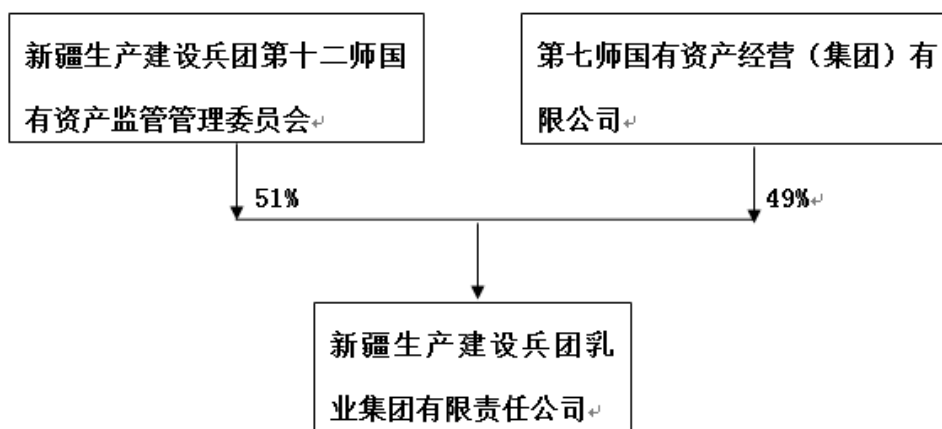 新疆生产建设兵团第十二师国
有资产监管管理委员会
第七师国有资产经营（集团）有
限公司
51%
49%
新疆生产建设兵团乳
业集团有限责任公司